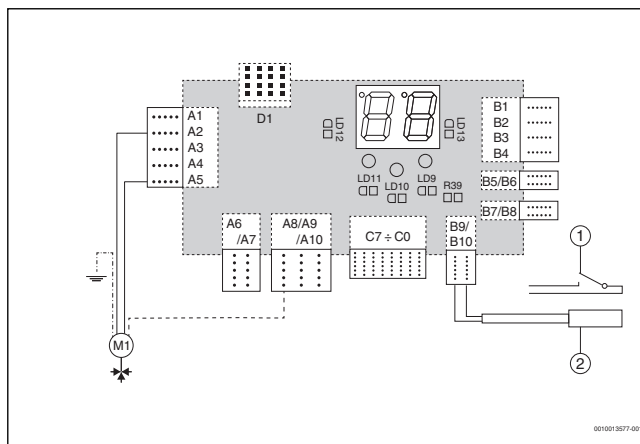 D1
A1
A2
A3
A4
A5
LD12
LD13
B1
B2
B3
B4
LD11
LD10
LD9
R39
B5/B6
B7/B8
A6
/A7
A8/A9
/A10
C7 ÷ C0
B9/
B10
1
M1
2
0010013577-001